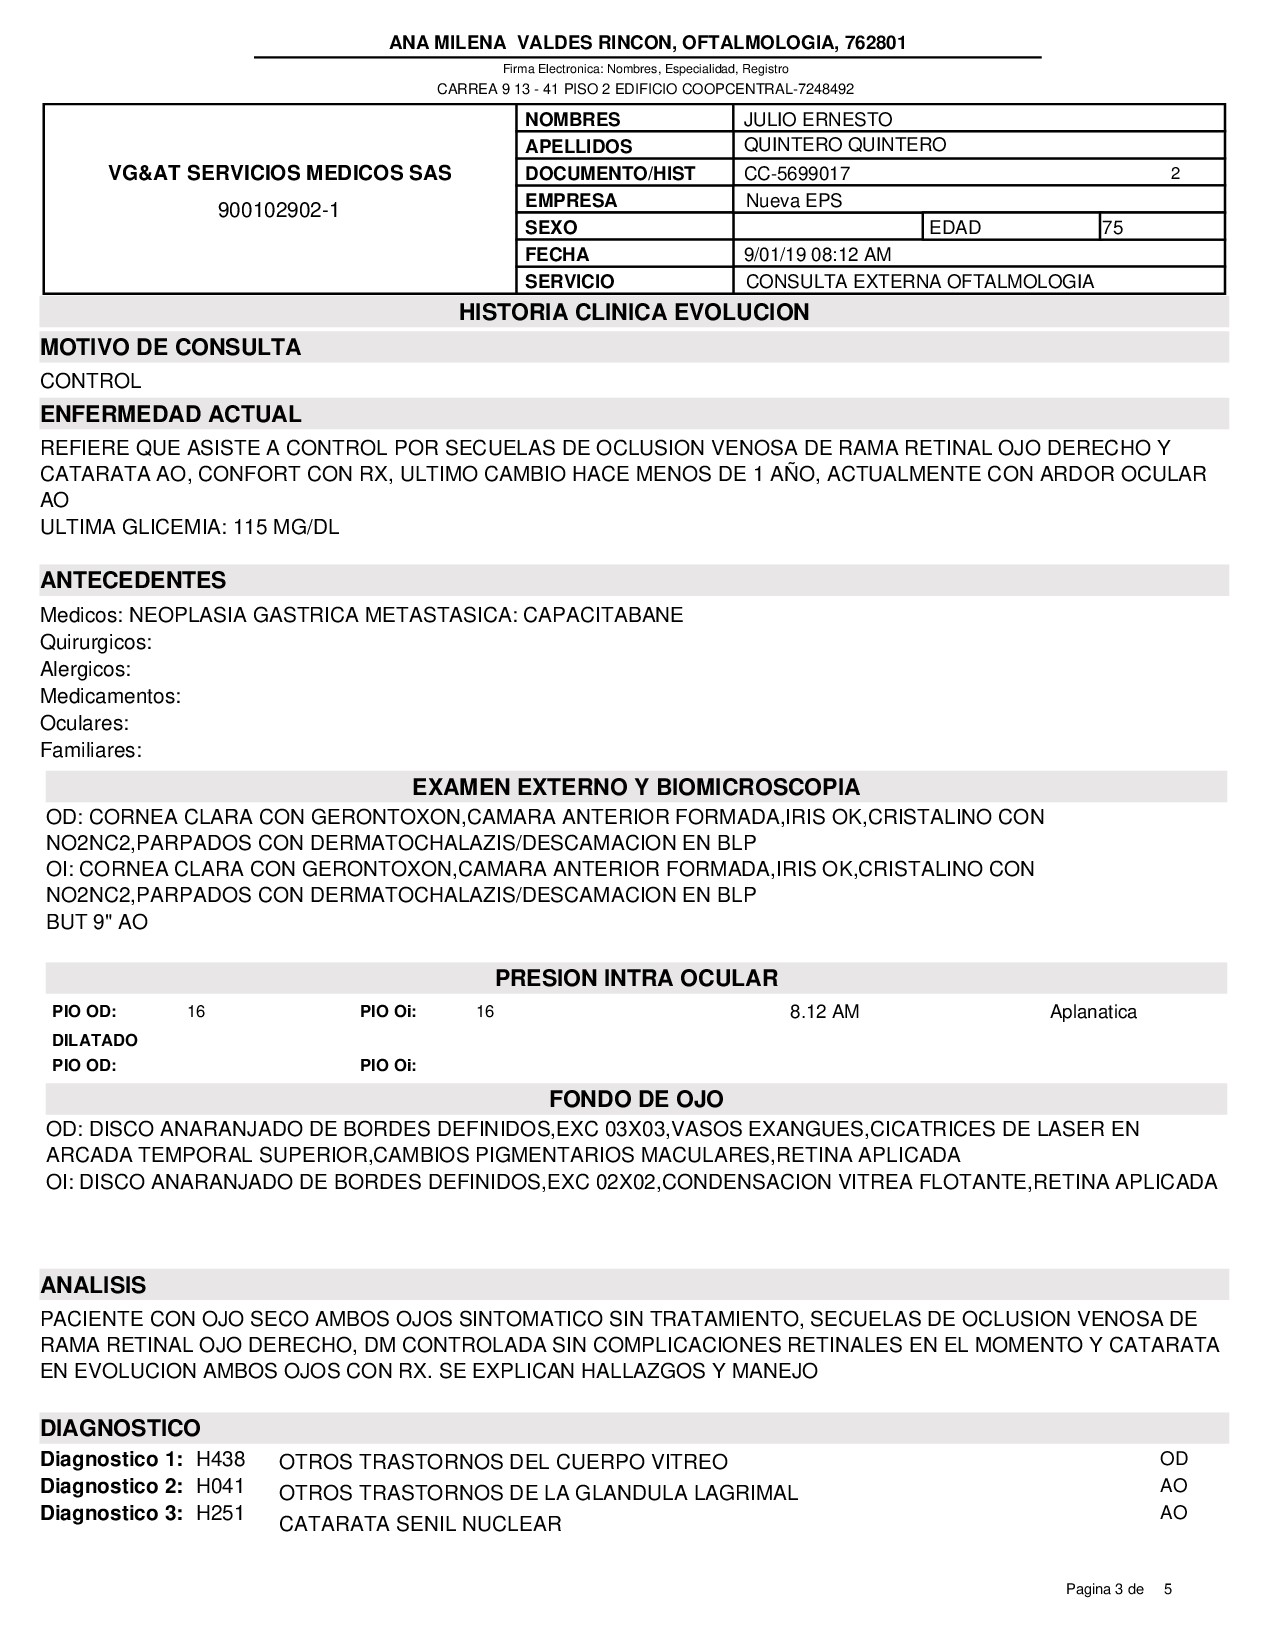 ANA MILENA VALDES RINCON, OFTALMOLOGIA, 762801
Firma Electronica: Nombres, Especialidad, Registro
CARREA 9 13 - 41 PISO 2 EDIFICIO COOPCENTRAL-7248492
VG&AT SERVICIOS MEDICOS SAS
900102902-1
NOMBRES JULIO ERNESTO
APELLIDOS QUINTERO QUINTERO
DOCUMENTO/HIST CC-5699017 2
EMPRESA Nueva EPS
SEXO EDAD 75
FECHA 9/01/19 08:12 AM
SERVICIO CONSULTA EXTERNA OFTALMOLOGIA
HISTORIA CLINICA EVOLUCION
MOTIVO DE CONSULTA
CONTROL
ENFERMEDAD ACTUAL
REFIERE QUE ASISTE A CONTROL POR SECUELAS DE OCLUSION VENOSA DE RAMA RETINAL OJO DERECHO Y
CATARATA AO, CONFORT CON RX, ULTIMO CAMBIO HACE MENOS DE 1 AÑO, ACTUALMENTE CON ARDOR OCULAR
AO
ULTIMA GLICEMIA: 115 MG/DL
ANTECEDENTES
Medicos: NEOPLASIA GASTRICA METASTASICA: CAPACITABANE
Quirurgicos:
Alergicos:
Medicamentos:
Oculares:
Familiares:
EXAMEN EXTERNO Y BIOMICROSCOPIA
OD: CORNEA CLARA CON GERONTOXON,CAMARA ANTERIOR FORMADA,IRIS OK,CRISTALINO CON
NO2NC2,PARPADOS CON DERMATOCHALAZIS/DESCAMACION EN BLP
OI: CORNEA CLARA CON GERONTOXON,CAMARA ANTERIOR FORMADA,IRIS OK,CRISTALINO CON
NO2NC2,PARPADOS CON DERMATOCHALAZIS/DESCAMACION EN BLP
BUT 9" AO
PRESION INTRA OCULAR
PIO OD: 16 PIO Oi: 16 8.12 AM Aplanatica
DILATADO
PIO OD: PIO Oi:
FONDO DE OJO
OD: DISCO ANARANJADO DE BORDES DEFINIDOS,EXC 03X03,VASOS EXANGUES,CICATRICES DE LASER EN
ARCADA TEMPORAL SUPERIOR,CAMBIOS PIGMENTARIOS MACULARES,RETINA APLICADA
OI: DISCO ANARANJADO DE BORDES DEFINIDOS,EXC 02X02,CONDENSACION VITREA FLOTANTE,RETINA APLICADA
ANALISIS
PACIENTE CON OJO SECO AMBOS OJOS SINTOMATICO SIN TRATAMIENTO, SECUELAS DE OCLUSION VENOSA DE
RAMA RETINAL OJO DERECHO, DM CONTROLADA SIN COMPLICACIONES RETINALES EN EL MOMENTO Y CATARATA
EN EVOLUCION AMBOS OJOS CON RX. SE EXPLICAN HALLAZGOS Y MANEJO
DIAGNOSTICO
Diagnostico 1: H438 OTROS TRASTORNOS DEL CUERPO VITREO OD
Diagnostico 2: H041 OTROS TRASTORNOS DE LA GLANDULA LAGRIMAL AO
Diagnostico 3: H251 CATARATA SENIL NUCLEAR AO
Pagina 3 de 5